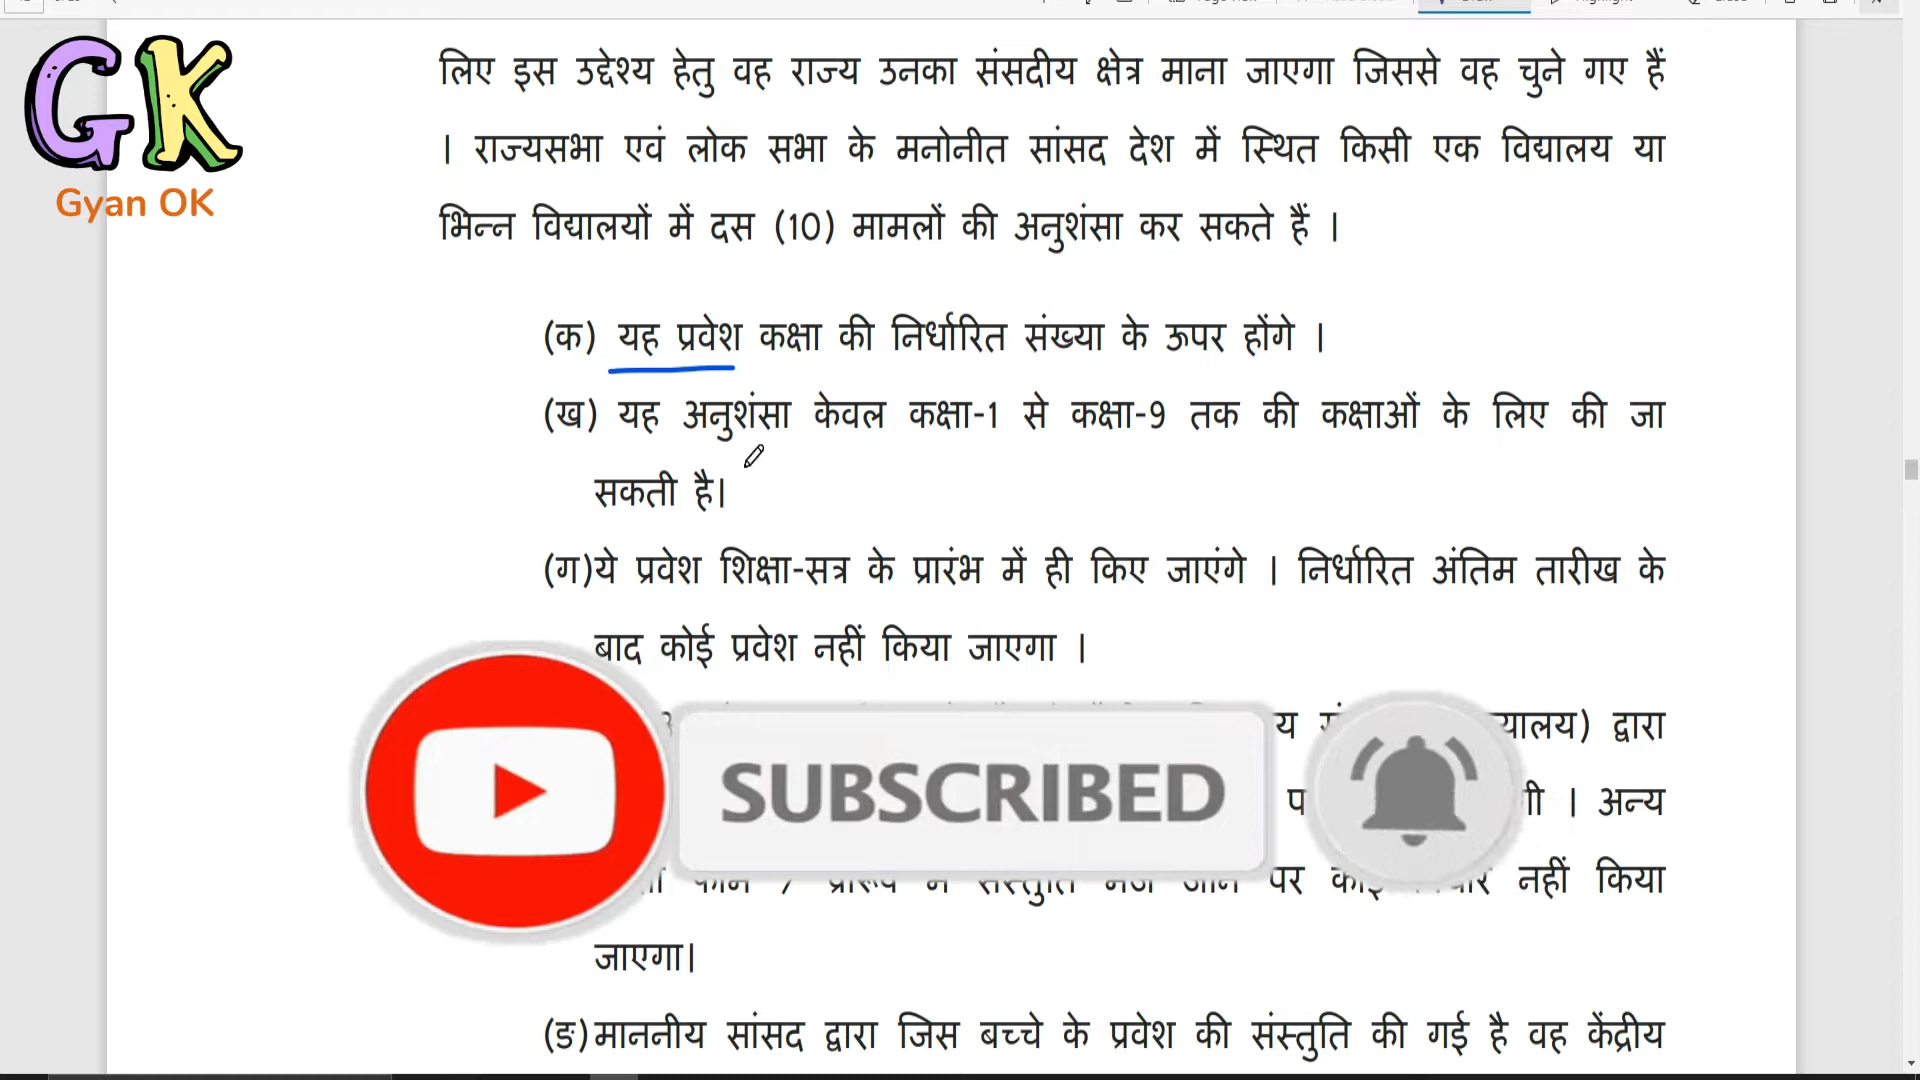 GK
Gyan OK
लिए इस उद्देश्य हेतु वह राज्य उनका संसदीय क्षेत्र माना जाएगा जिससे वह चुने गए हैं
। राज्यसभा एवं लोक सभा के मनोनीत सांसद देश में स्थित किसी एक विद्यालय या
भिन्न विद्यालयों में दस (10) मामलों की अनुशंसा कर सकते हैं ।
(क) यह प्रवेश कक्षा की निर्धारित संख्या के ऊपर होंगे ।
(ख) यह अनुशंसा केवल कक्षा-1 से कक्षा-9 तक की कक्षाओं के लिए की जा
सकती है।
(ग)ये प्रवेश शिक्षा-सत्र के प्रारंभ में ही किए जाएंगे । निर्धारित अंतिम तारीख के
बाद कोई प्रवेश नहीं किया जाएगा ।
द्वारा
SUBSCRIBED
। अन्य
पर नहीं किया
जाएगा।
(ङ)माननीय सांसद द्वारा जिस बच्चे के प्रवेश की संस्तुति की गई है वह केंद्रीय